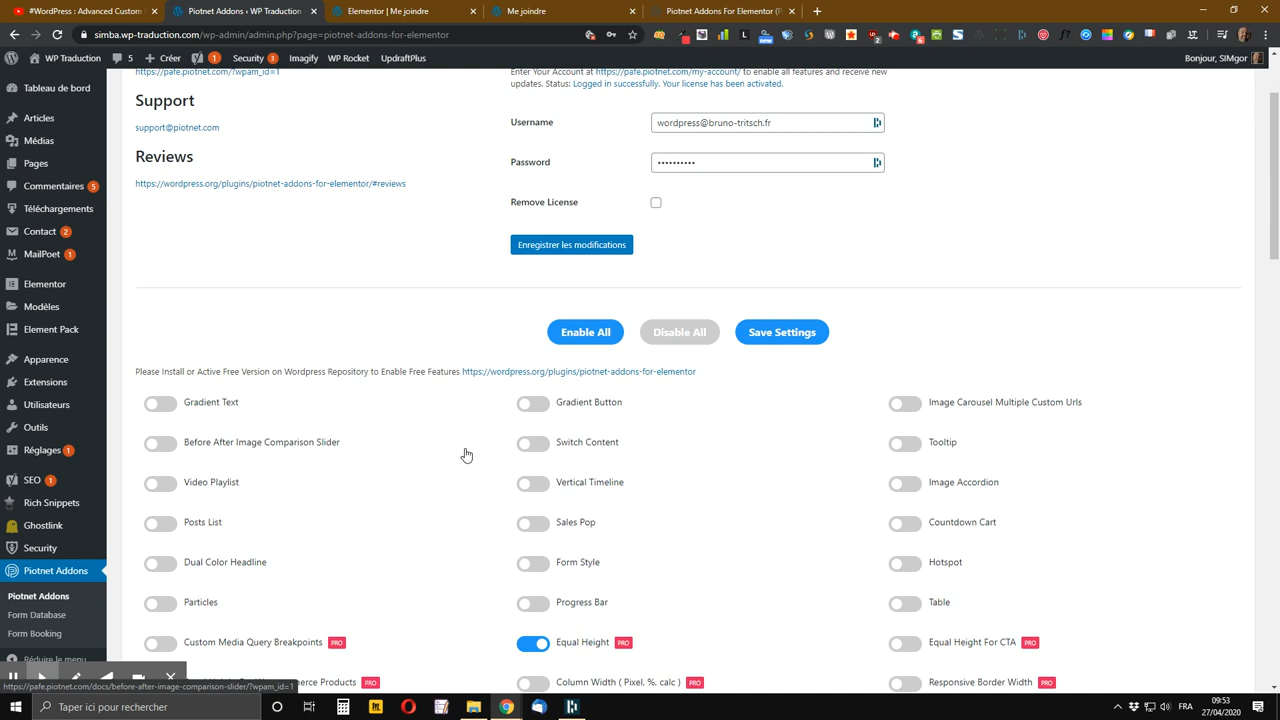 WordPress : Advanced Custom
Piotnet Addons ‹ WP Traduction
Elementor | Me joindre
Me joindre
Piotnet Addons For Elementor (P
simba.wp-traduction.com/wp-admin/admin.php?page=piotnet-addons-for-elementor
WP Traduction
5
Créer
1
Security
3
Imagify
WP Rocket
UpdraftPlus
Bonjour, SIMgor
Tableau de bord
Articles
Médias
Pages
Commentaires
5
Téléchargements
Contact
2
MailPoet
1
Elementor
Modèles
Element Pack
Apparence
Extensions
Utilisateurs
Outils
Réglages
1
SEO
1
Rich Snippets
Ghostlink
Security
Piotnet Addons
Piotnet Addons
Form Database
Form Booking
Réduire le menu
https://pafe.piotnet.com/?wpam_id=1
Support
support@piotnet.com
Reviews
https://wordpress.org/plugins/piotnet-addons-for-elementor/#reviews
Enter Your Account at https://pafe.piotnet.com/my-account/ to enable all features and receive new
updates. Status: Logged in successfully. Your license has been activated.
Username
wordpress@bruno-tritsch.fr
Password
••••••••••
Remove License
Enregistrer les modifications
Enable All
Disable All
Save Settings
Please Install or Active Free Version on Wordpress Repository to Enable Free Features https://wordpress.org/plugins/piotnet-addons-for-elementor
Gradient Text
Gradient Button
Image Carousel Multiple Custom Urls
Before After Image Comparison Slider
Switch Content
Tooltip
Video Playlist
Vertical Timeline
Image Accordion
Posts List
Sales Pop
Countdown Cart
Dual Color Headline
Form Style
Hotspot
Particles
Progress Bar
Table
Custom Media Query Breakpoints PRO
Equal Height PRO
Equal Height For CTA PRO
Products PRO
Column Width ( Pixel, %, calc ) PRO
Responsive Border Width PRO
https://pafe.piotnet.com/docs/before-after-image-comparison-slider/?wpam_id=1
Taper ici pour rechercher
FRA
09:53
27/04/2020